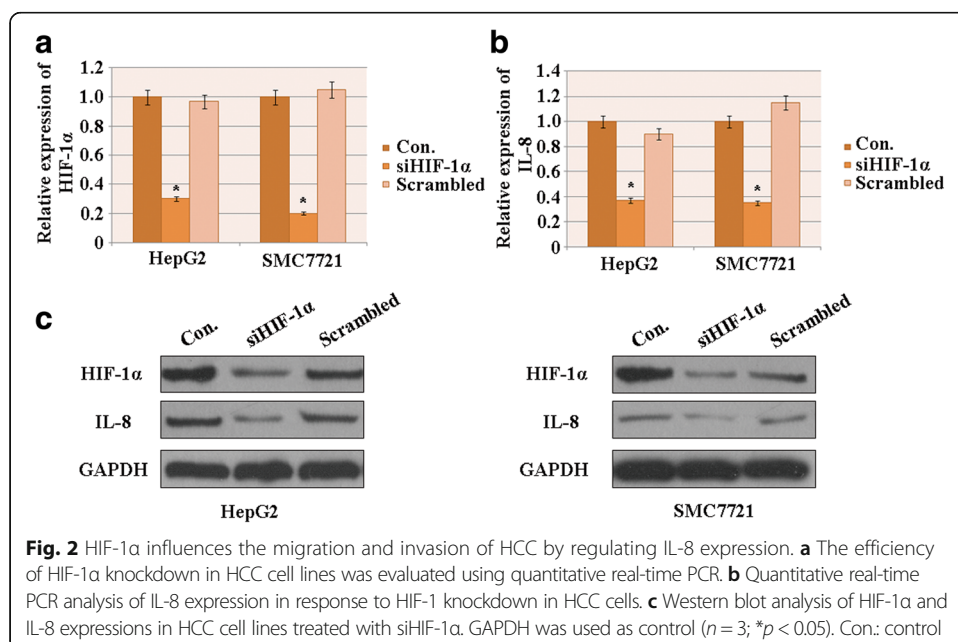 a
b
Relative expression of
HIF-1α
1.2
1.0
0.8
0.6
0.4
0.2
0
*
*
HepG2
SMC7721
Con.
siHIF-1α
Scrambled
Relative expression of
IL-8
1.4
1.2
1.0
0.8
0.6
0.4
0.2
0
*
*
HepG2
SMC7721
Con.
siHIF-1α
Scrambled
c
Con.
siHIF-1α
Scrambled
HIF-1α
IL-8
GAPDH
HepG2
Con.
siHIF-1α
Scrambled
HIF-1α
IL-8
GAPDH
SMC7721
Fig. 2 HIF-1α influences the migration and invasion of HCC by regulating IL-8 expression. a The efficiency
of HIF-1α knockdown in HCC cell lines was evaluated using quantitative real-time PCR. b Quantitative real-time
PCR analysis of IL-8 expression in response to HIF-1 knockdown in HCC cells. c Western blot analysis of HIF-1α and
IL-8 expressions in HCC cell lines treated with siHIF-1α. GAPDH was used as control (n = 3; *p < 0.05). Con.: control